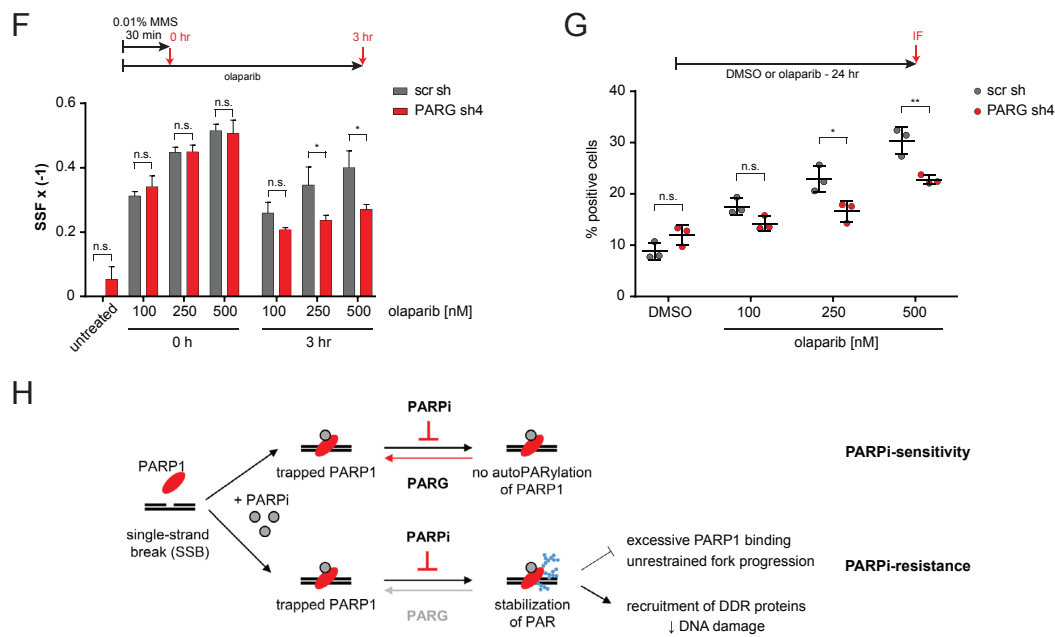 F
0.01% MMS
30 min
0 hr
3 hr
olaparib
scr sh
PARG sh4
0.6
0.4
0.2
0
SSF x (-1)
n.s.
n.s.
n.s.
n.s.
n.s.
*
*
untreated
100
250
500
100
250
500
olaparib [nM]
0 h
3 hr
G
IF
DMSO or olaparib - 24 hr
scr sh
PARG sh4
40
30
20
10
0
% positive cells
n.s.
n.s.
*
**
DMSO
100
250
500
olaparib [nM]
H
PARP1
single-strand
break (SSB)
+ PARPi
trapped PARP1
PARPi
PARG
no autoPARylation
of PARP1
PARPi-sensitivity
trapped PARP1
PARPi
PARG
stabilization
of PAR
excessive PARP1 binding
unrestrained fork progression
recruitment of DDR proteins
↓ DNA damage
PARPi-resistance